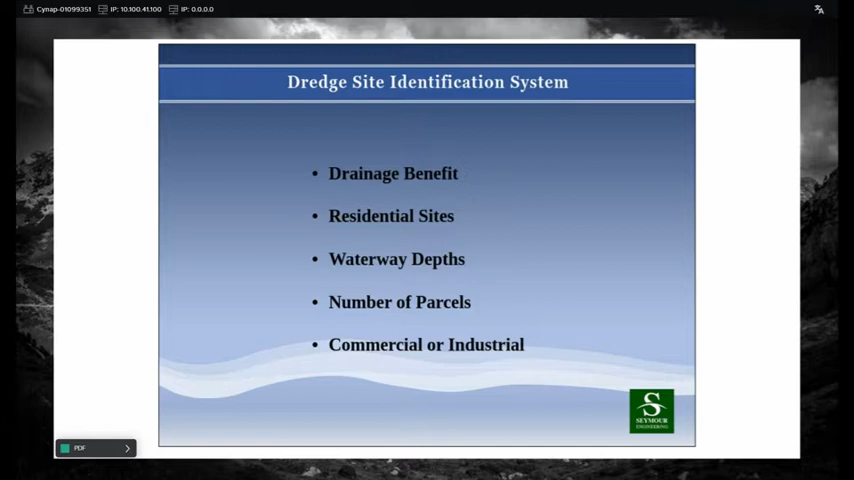 Cynap-01099351 IP: 10.100.41.100 IP: 0.0.0.0
Dredge Site Identification System
• Drainage Benefit
• Residential Sites
• Waterway Depths
• Number of Parcels
• Commercial or Industrial
S
SEYMOUR
ENGINEERING
PDF